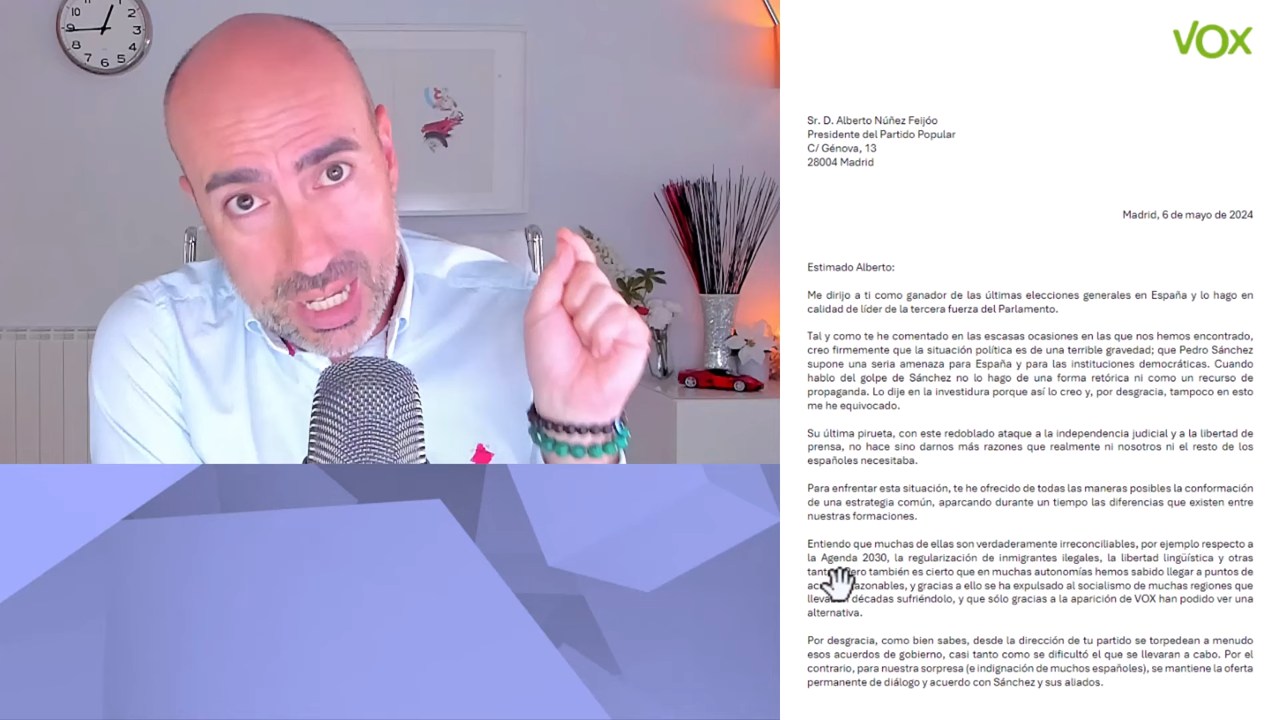 10
12
1
2
9
3
8
4
7
6
5
VOX
Sr. D. Alberto Núñez Feijóo
Presidente del Partido Popular
C/ Génova, 13
28004 Madrid
Madrid, 6 de mayo de 2024
Estimado Alberto:
Me dirijo a ti como ganador de las últimas elecciones generales en España y lo hago en
calidad de líder de la tercera fuerza del Parlamento.
Tal y como te he comentado en las escasas ocasiones en las que nos hemos encontrado,
creo firmemente que la situación política es de una terrible gravedad; que Pedro Sánchez
supone una seria amenaza para España y para las instituciones democráticas. Cuando
hablo del golpe de Sánchez no lo hago de una forma retórica ni como un recurso de
propaganda. Lo dije en la investidura porque así lo creo y, por desgracia, tampoco en esto
me he equivocado.
Su última pirueta, con este redoblado ataque a la independencia judicial y a la libertad de
prensa, no hace sino darnos más razones que realmente ni nosotros ni el resto de los
españoles necesitaba.
Para enfrentar esta situación, te he ofrecido de todas las maneras posibles la conformación
de una estrategia común, aparcando durante un tiempo las diferencias que existen entre
nuestras formaciones.
Entiendo que muchas de ellas son verdaderamente irreconciliables, por ejemplo respecto a
la Agenda 2030, la regularización de inmigrantes ilegales, la libertad lingüística y otras
también es cierto que en muchas autonomías hemos sabido llegar a puntos de
razonables, y gracias a ello se ha expulsado al socialismo de muchas regiones que
décadas sufriéndolo, y que sólo gracias a la aparición de VOX han podido ver una
alternativa.
Por desgracia, como bien sabes, desde la dirección de tu partido se torpedean a menudo
esos acuerdos de gobierno, casi tanto como se dificultó el que se llevaran a cabo. Por el
contrario, para nuestra sorpresa (e indignación de muchos españoles), se mantiene la oferta
permanente de diálogo y acuerdo con Sánchez y sus aliados.